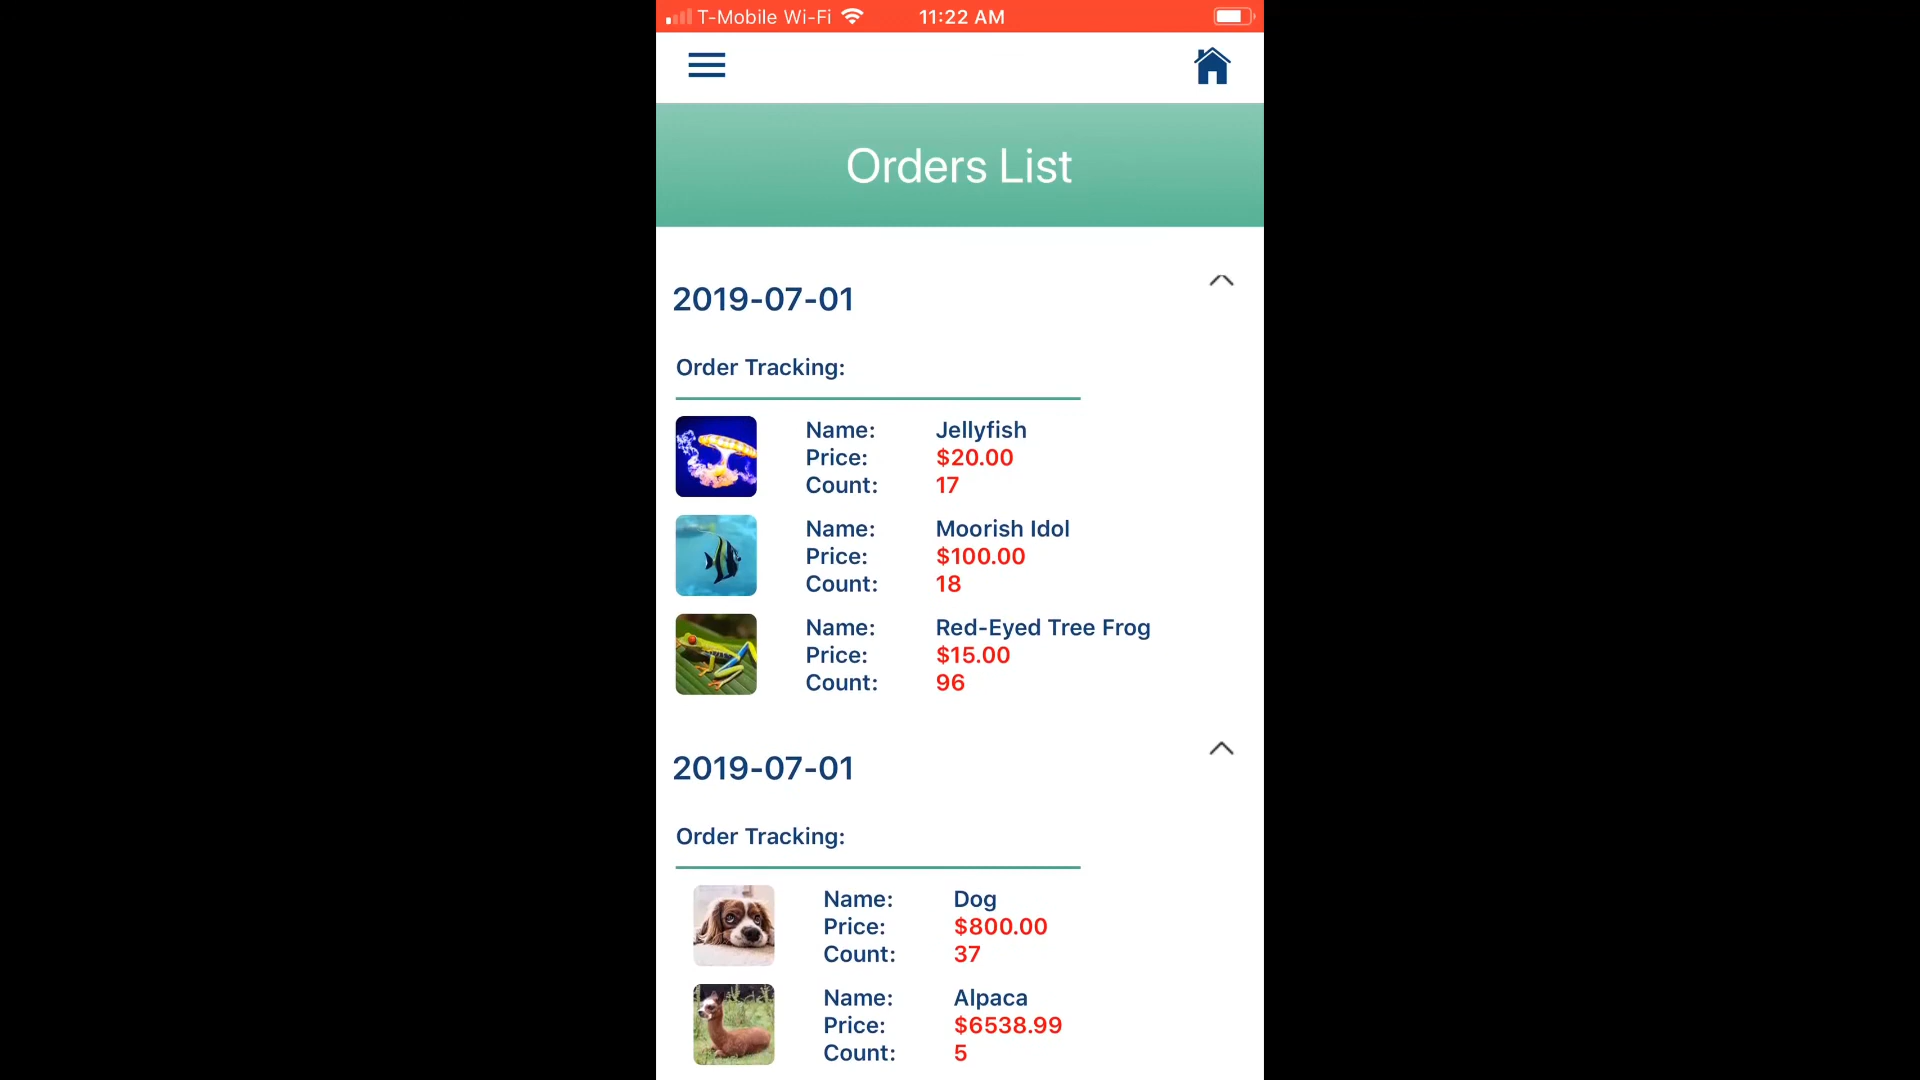 T-Mobile Wi-Fi 11:22 AM
Orders List
2019-07-01
Order Tracking:
Name: Jellyfish
Price: $20.00
Count: 17
Name: Moorish Idol
Price: $100.00
Count: 18
Name: Red-Eyed Tree Frog
Price: $15.00
Count: 96
2019-07-01
Order Tracking:
Name: Dog
Price: $800.00
Count: 37
Name: Alpaca
Price: $6538.99
Count: 5